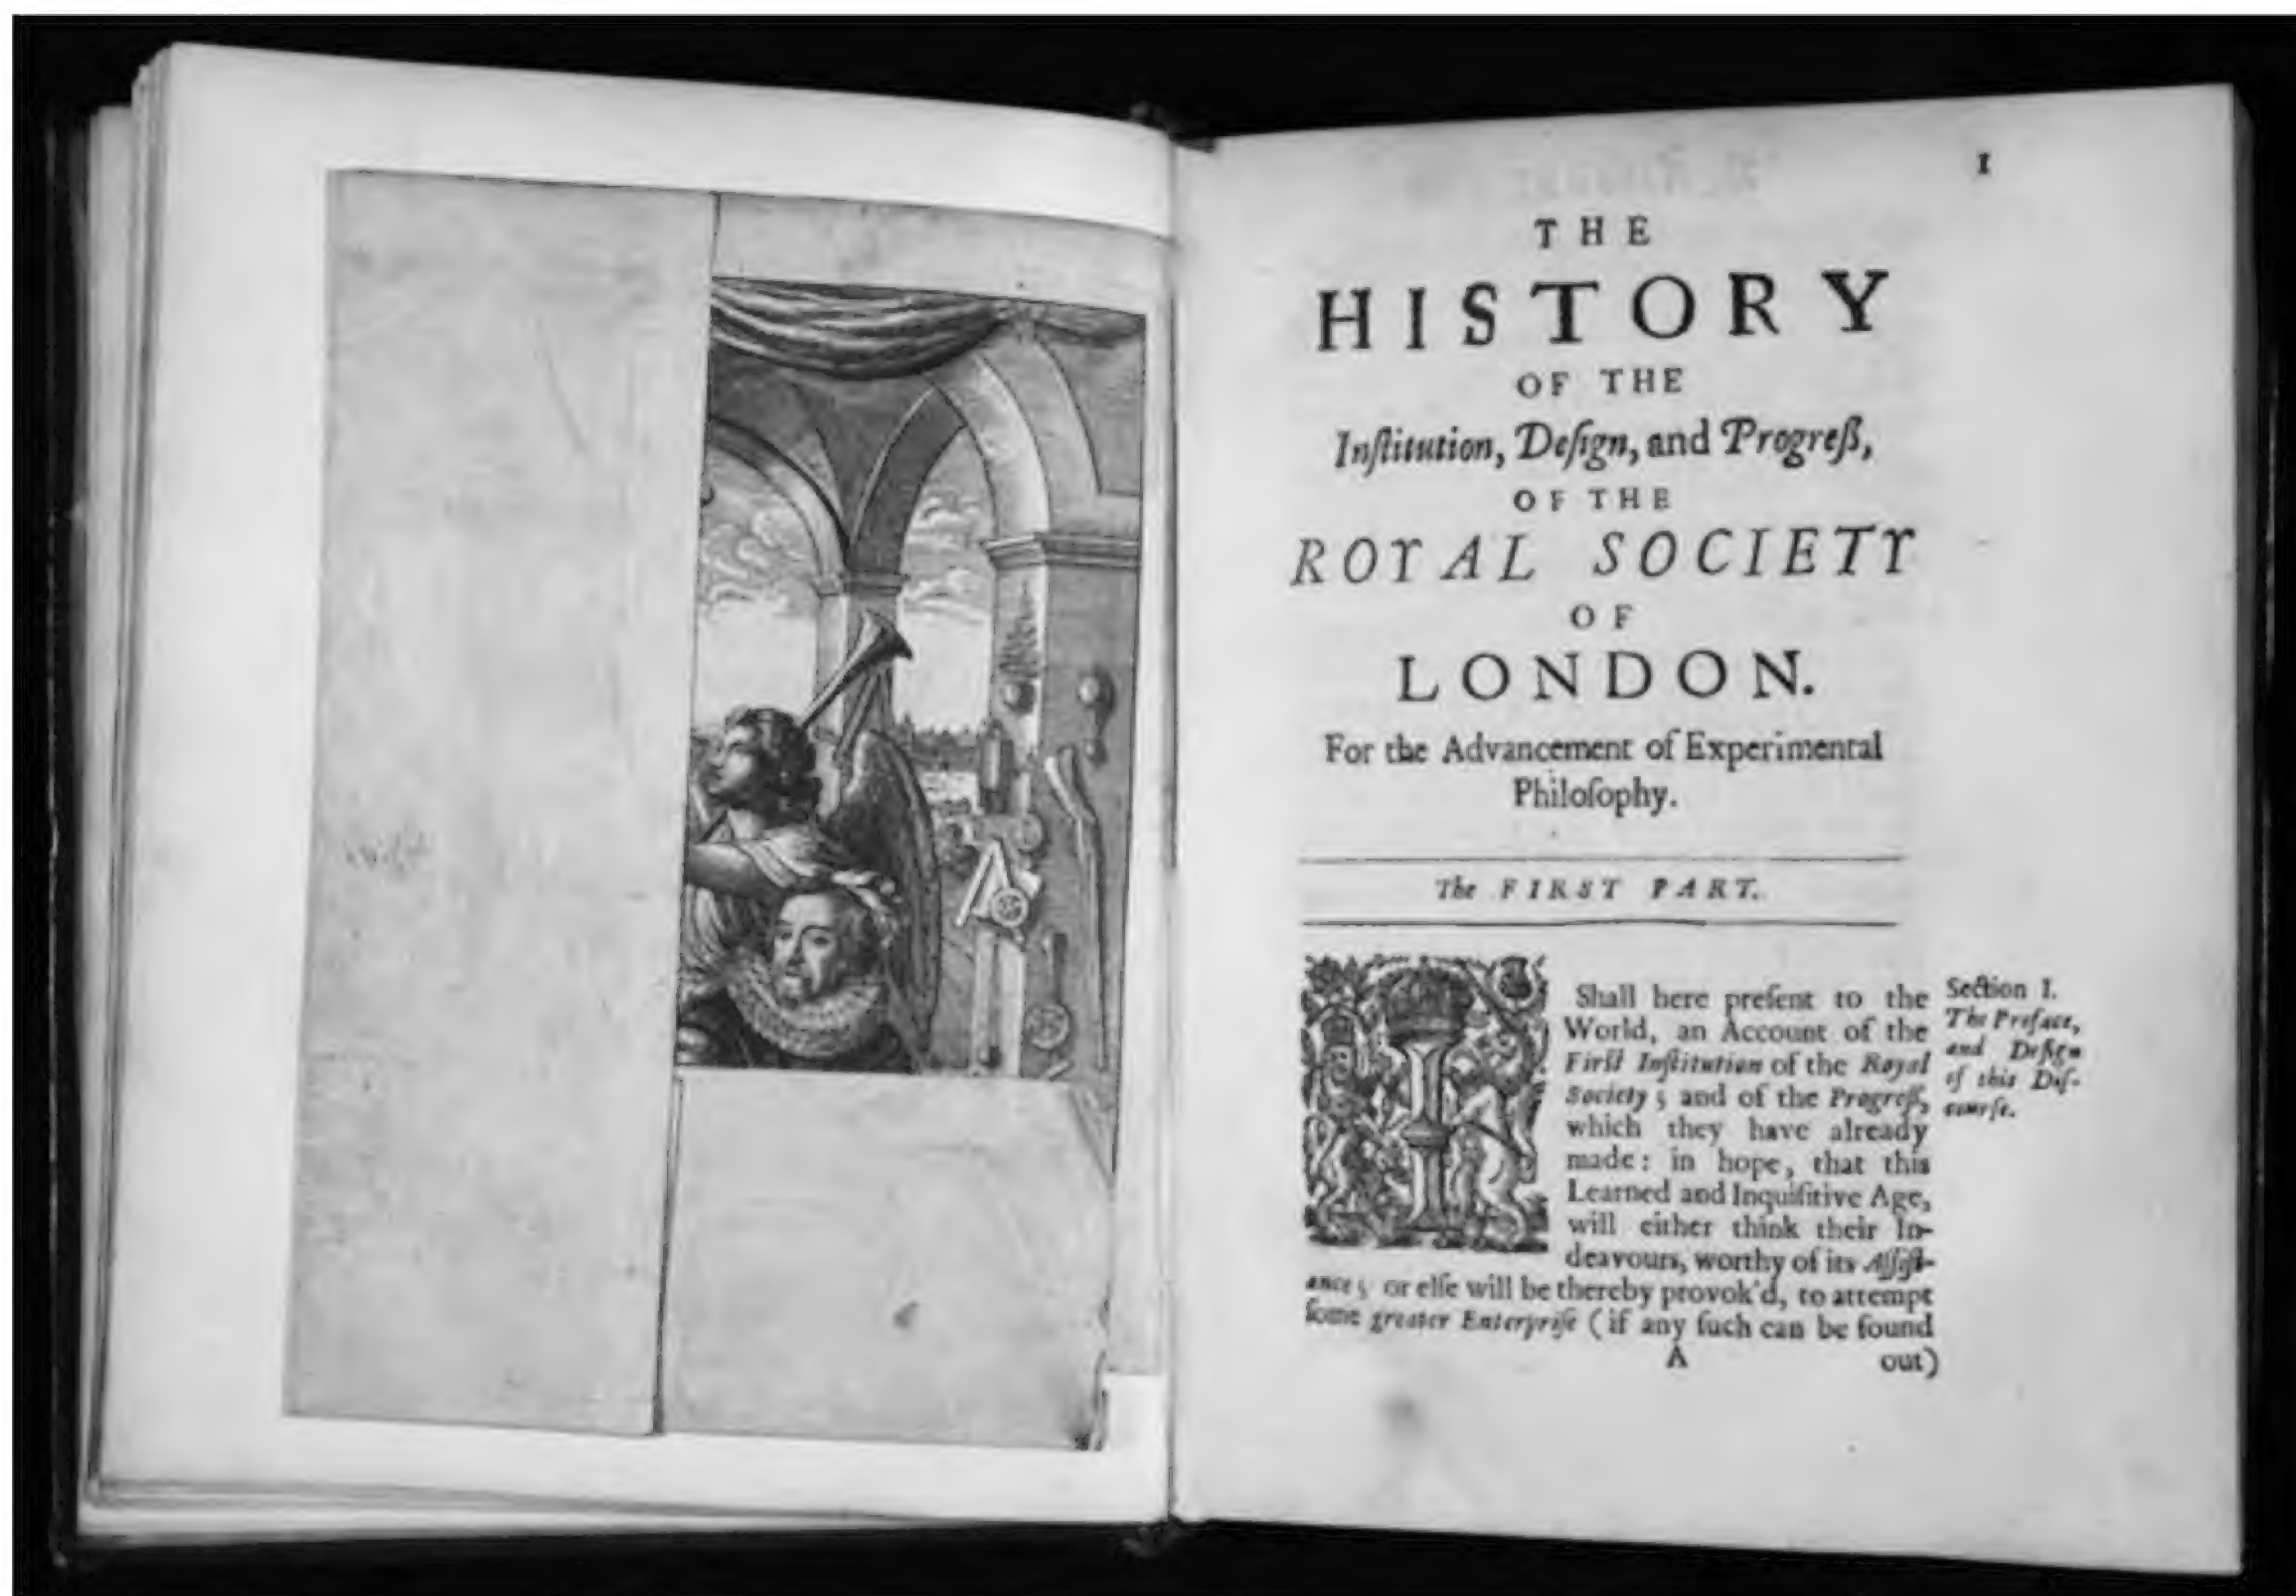 1
THE
HISTORY
OF THE
Inſtitution, Deſign, and Progreß,
OF THE
ROYAL SOCIETY
OF
LONDON.
For the Advancement of Experimental
Philoſophy.
The FIRST PART.
I Shall here preſent to the
World, an Account of the
Firſt Inſtitution of the Royal
Society; and of the Progreß,
which they have already
made: in hope, that this
Learned and Inquiſitive Age,
will either think their In-
deavours, worthy of its Aſſiſt-
ance; or elſe will be thereby provok'd, to attempt
ſome greater Enterpriſe (if any ſuch can be found
A out)
Section I.
The Preface,
and Deſign
of this Diſ-
courſe.